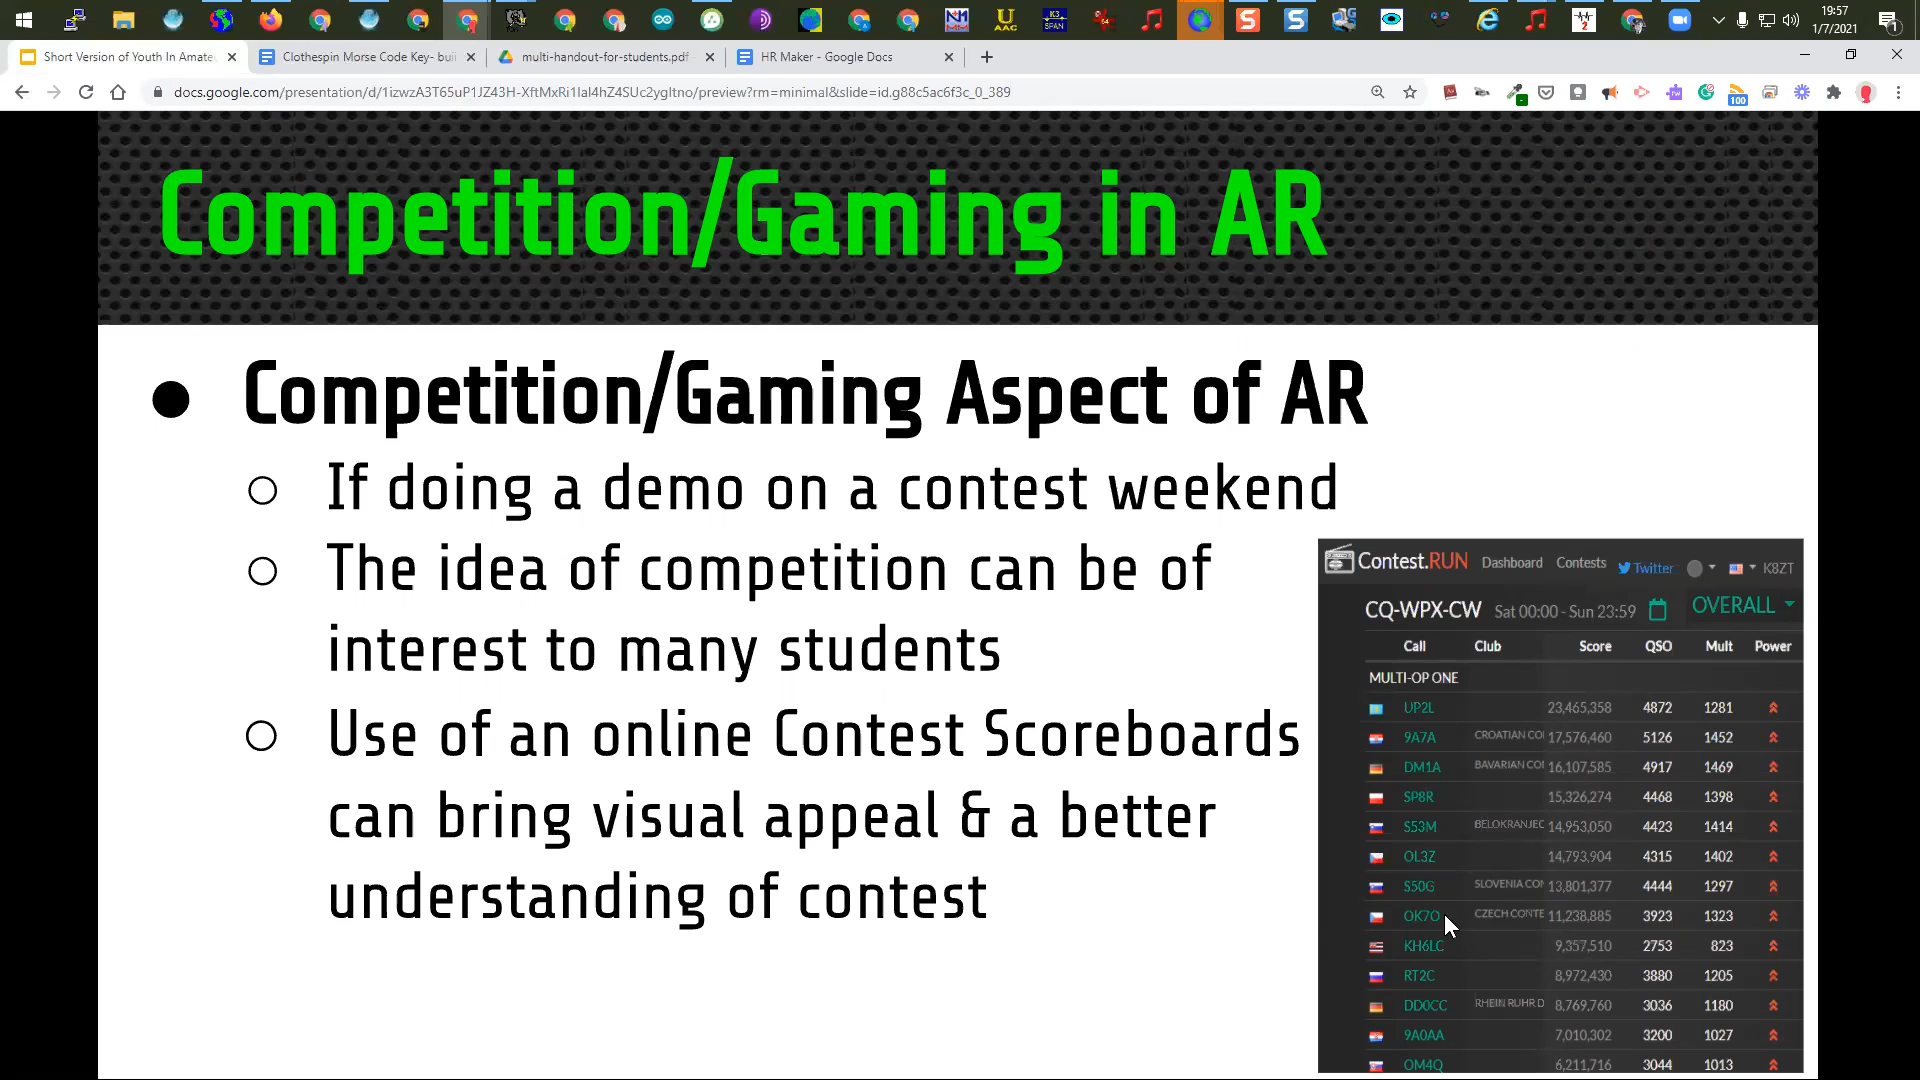 19:57
1/7/2021
Short Version of Youth In Amate
Clothespin Morse Code Key- bui
multi-handout-for-students.pdf
HR Maker - Google Docs
docs.google.com/presentation/d/1izwzA3T65uP1JZ43H-XftMxRi1lal4hZ4SUc2ygltno/preview?rm=minimal&slide=id.g88c5ac6f3c_0_389
Competition/Gaming in AR
Competition/Gaming Aspect of AR
If doing a demo on a contest weekend
The idea of competition can be of
interest to many students
Use of an online Contest Scoreboards
can bring visual appeal & a better
understanding of contest
Contest.RUN Dashboard Contests Twitter K8ZT
CQ-WPX-CW Sat 00:00 - Sun 23:59 OVERALL
Call Club Score QSO Mult Power
MULTI-OP ONE
UP2L 23,465,358 4872 1281
9A7A CROATIAN CO 17,576,460 5126 1452
DM1A BAVARIAN CO 16,107,585 4917 1469
SP8R 15,326,274 4468 1398
S53M BELOKRANJEC 14,953,050 4423 1414
OL3Z 14,793,904 4315 1402
S50G SLOVENIA CON 13,801,377 4444 1297
OK7O CZECH CONTE 11,238,885 3923 1323
KH6LC 9,357,510 2753 823
RT2C 8,972,430 3880 1205
DD0CC RHEIN RUHR D 8,769,760 3036 1180
9A0AA 7,010,302 3200 1027
OM4Q 6,211,716 3044 1013